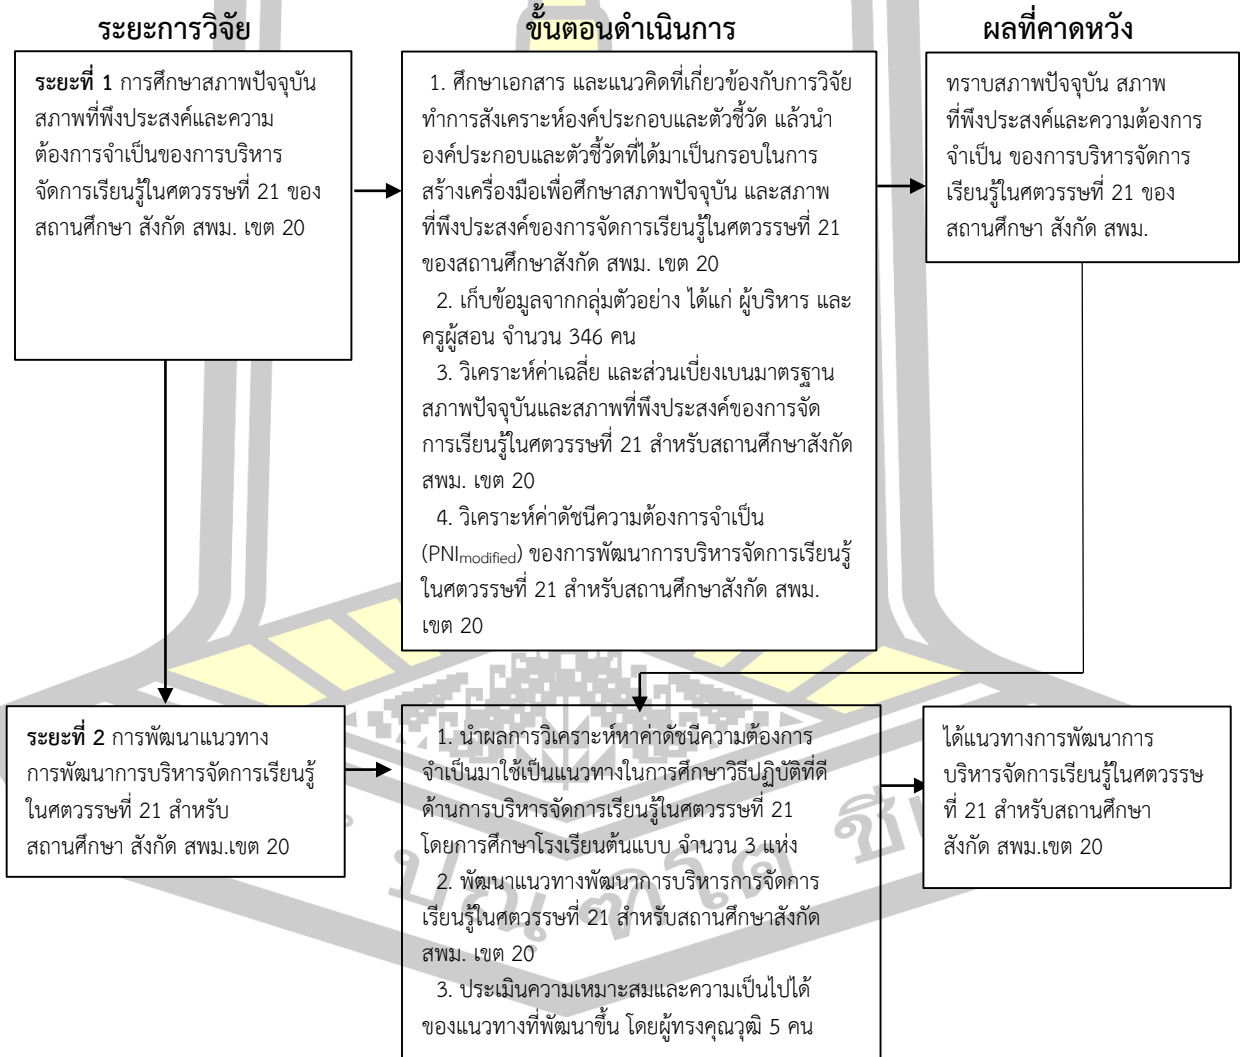 ระยะการวิจัย
ขั้นตอนดำเนินการ
ผลที่คาดหวัง
ระยะที่ 1 การศึกษาสภาพปัจจุบัน
สภาพที่พึงประสงค์และความ
ต้องการจำเป็นของการบริหาร
จัดการเรียนรู้ในศตวรรษที่ 21 ของ
สถานศึกษา สังกัด สพม. เขต 20
1. ศึกษาเอกสาร และแนวคิดที่เกี่ยวข้องกับการวิจัย
ทำการสังเคราะห์องค์ประกอบและตัวชี้วัด แล้วนำ
องค์ประกอบและตัวชี้วัดที่ได้มาเป็นกรอบในการ
สร้างเครื่องมือเพื่อศึกษาสภาพปัจจุบัน และสภาพ
ที่พึงประสงค์ของการจัดการเรียนรู้ในศตวรรษที่ 21
ของสถานศึกษาสังกัด สพม. เขต 20
2. เก็บข้อมูลจากกลุ่มตัวอย่าง ได้แก่ ผู้บริหาร และ
ครูผู้สอน จำนวน 346 คน
3. วิเคราะห์ค่าเฉลี่ย และส่วนเบี่ยงเบนมาตรฐาน
สภาพปัจจุบันและสภาพที่พึงประสงค์ของการจัด
การเรียนรู้ในศตวรรษที่ 21 สำหรับสถานศึกษาสังกัด
สพม. เขต 20
4. วิเคราะห์ค่าดัชนีความต้องการจำเป็น
(PNImodified) ของการพัฒนาการบริหารจัดการเรียนรู้
ในศตวรรษที่ 21 สำหรับสถานศึกษาสังกัด สพม.
เขต 20
ทราบสภาพปัจจุบัน สภาพ
ที่พึงประสงค์และความต้องการ
จำเป็น ของการบริหารจัดการ
เรียนรู้ในศตวรรษที่ 21 ของ
สถานศึกษา สังกัด สพม.
ระยะที่ 2 การพัฒนาแนวทาง
การพัฒนาการบริหารจัดการเรียนรู้
ในศตวรรษที่ 21 สำหรับ
สถานศึกษา สังกัด สพม.เขต 20
1. นำผลการวิเคราะห์หาค่าดัชนีความต้องการ
จำเป็นมาใช้เป็นแนวทางในการศึกษาวิธีปฏิบัติที่ดี
ด้านการบริหารจัดการเรียนรู้ในศตวรรษที่ 21
โดยการศึกษาโรงเรียนต้นแบบ จำนวน 3 แห่ง
2. พัฒนาแนวทางพัฒนาการบริหารการจัดการ
เรียนรู้ในศตวรรษที่ 21 สำหรับสถานศึกษาสังกัด
สพม. เขต 20
3. ประเมินความเหมาะสมและความเป็นไปได้
ของแนวทางที่พัฒนาขึ้น โดยผู้ทรงคุณวุฒิ 5 คน
ได้แนวทางการพัฒนาการ
บริหารจัดการเรียนรู้ในศตวรรษ
ที่ 21 สำหรับสถานศึกษา
สังกัด สพม.เขต 20